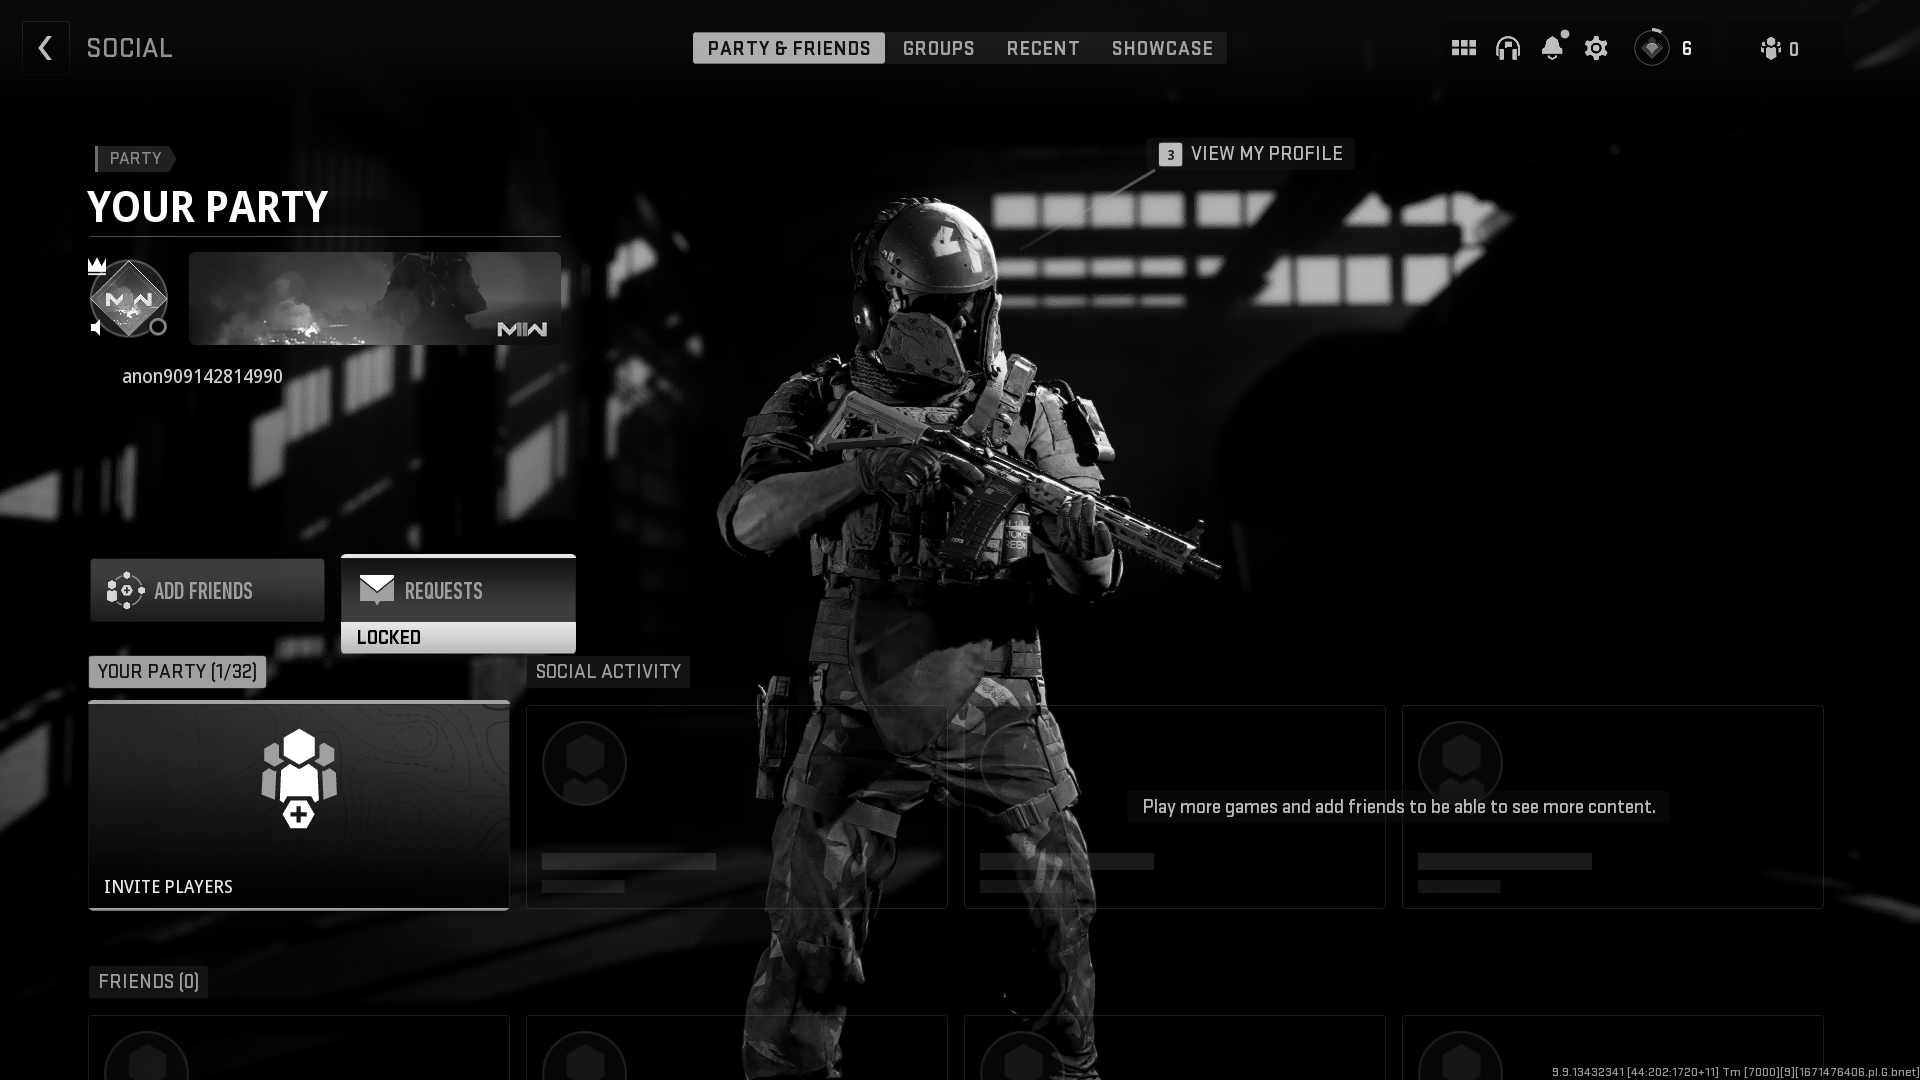 SOCIAL
PARTY & FRIENDS
GROUPS
RECENT
SHOWCASE
6
0
PARTY
YOUR PARTY
3 VIEW MY PROFILE
MW
MW
anon909142814990
ADD FRIENDS
REQUESTS
LOCKED
YOUR PARTY (1/32)
SOCIAL ACTIVITY
Play more games and add friends to be able to see more content.
INVITE PLAYERS
FRIENDS (0)
9.9.13432341 [44:202:1720+11] Tm [7000][9][1671476406.pl.G.bnet]